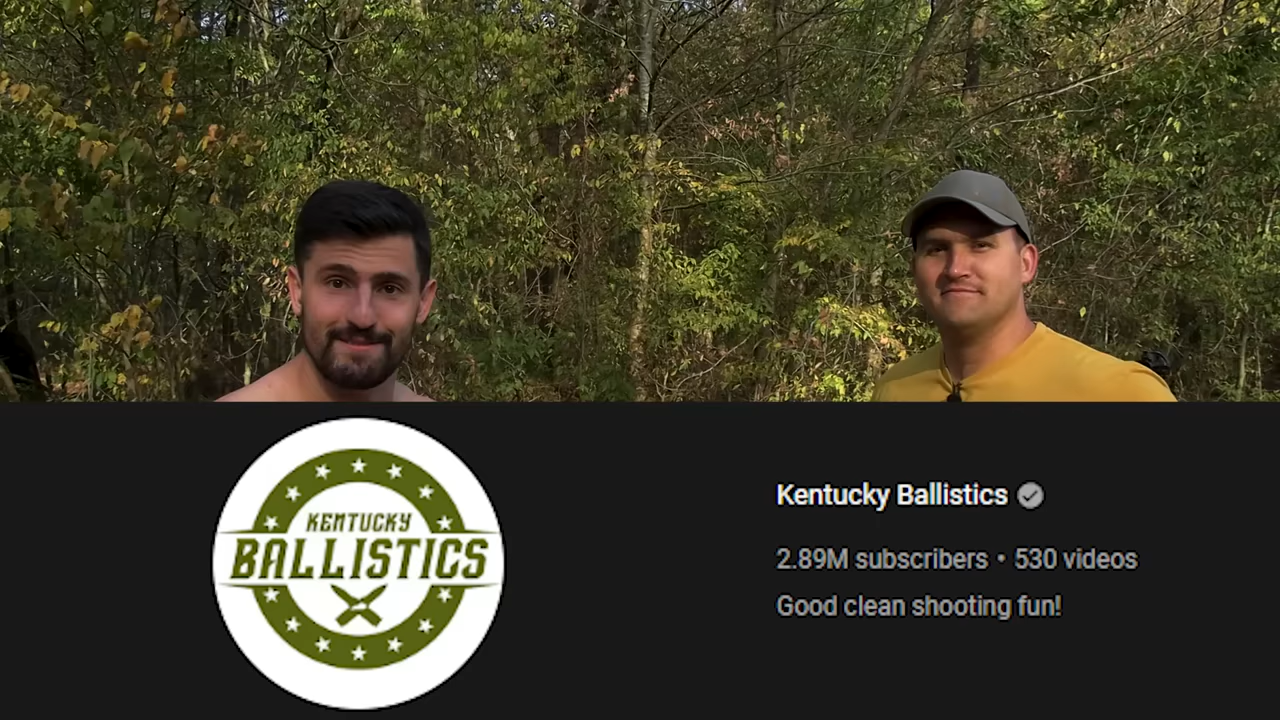 KENTUCKY
BALLISTICS
Kentucky Ballistics
2.89M subscribers • 530 videos
Good clean shooting fun!